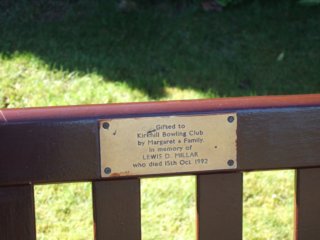 Gifted to
Kirkhill Bowling Club
by Margaret & Family.
In memory of
LEWIS D. MILLAR
who died 15th Oct. 1992